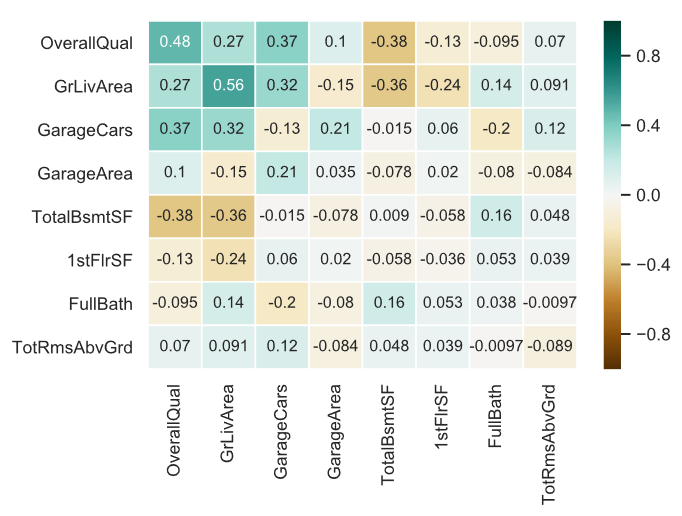 OverallQual 0.48 0.27 0.37 0.1 -0.38 -0.13 -0.095 0.07
GrLivArea 0.27 0.56 0.32 -0.15 -0.36 -0.24 0.14 0.091
GarageCars 0.37 0.32 -0.13 0.21 -0.015 0.06 -0.2 0.12
GarageArea 0.1 -0.15 0.21 0.035 -0.078 0.02 -0.08 -0.084
TotalBsmtSF -0.38 -0.36 -0.015 -0.078 0.009 -0.058 0.16 0.048
1stFlrSF -0.13 -0.24 0.06 0.02 -0.058 -0.036 0.053 0.039
FullBath -0.095 0.14 -0.2 -0.08 0.16 0.053 0.038 -0.0097
TotRmsAbvGrd 0.07 0.091 0.12 -0.084 0.048 0.039 -0.0097 -0.089
OverallQual
GrLivArea
GarageCars
GarageArea
TotalBsmtSF
1stFlrSF
FullBath
TotRmsAbvGrd
0.8
0.4
0.0
−0.4
−0.8